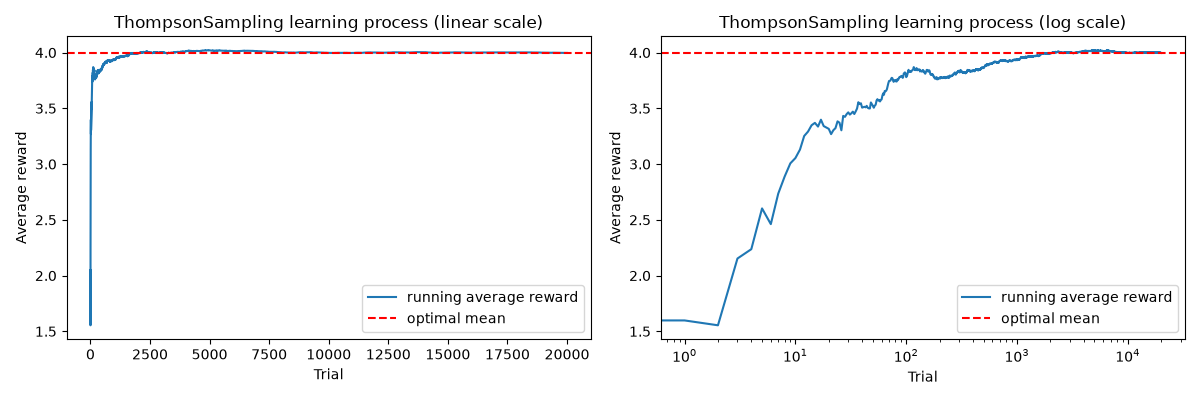 ThompsonSampling learning process (linear scale)
Average reward
4.0
3.5
3.0
2.5
2.0
1.5
running average reward
optimal mean
0 2500 5000 7500 10000 12500 15000 17500 20000
Trial
ThompsonSampling learning process (log scale)
Average reward
4.0
3.5
3.0
2.5
2.0
1.5
running average reward
optimal mean
10⁰ 10¹ 10² 10³ 10⁴
Trial